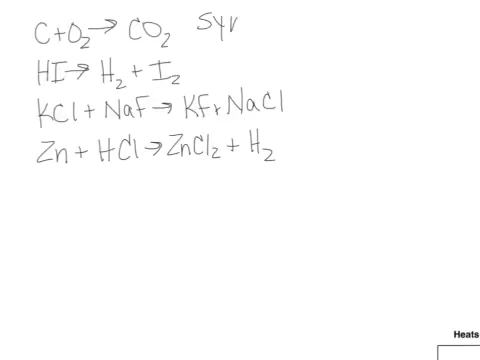 C+O₂→ CO₂ Syn
HI→ H₂ + I₂
KCl + NaF → KF + NaCl
Zn + HCl → ZnCl₂ + H₂
Heats